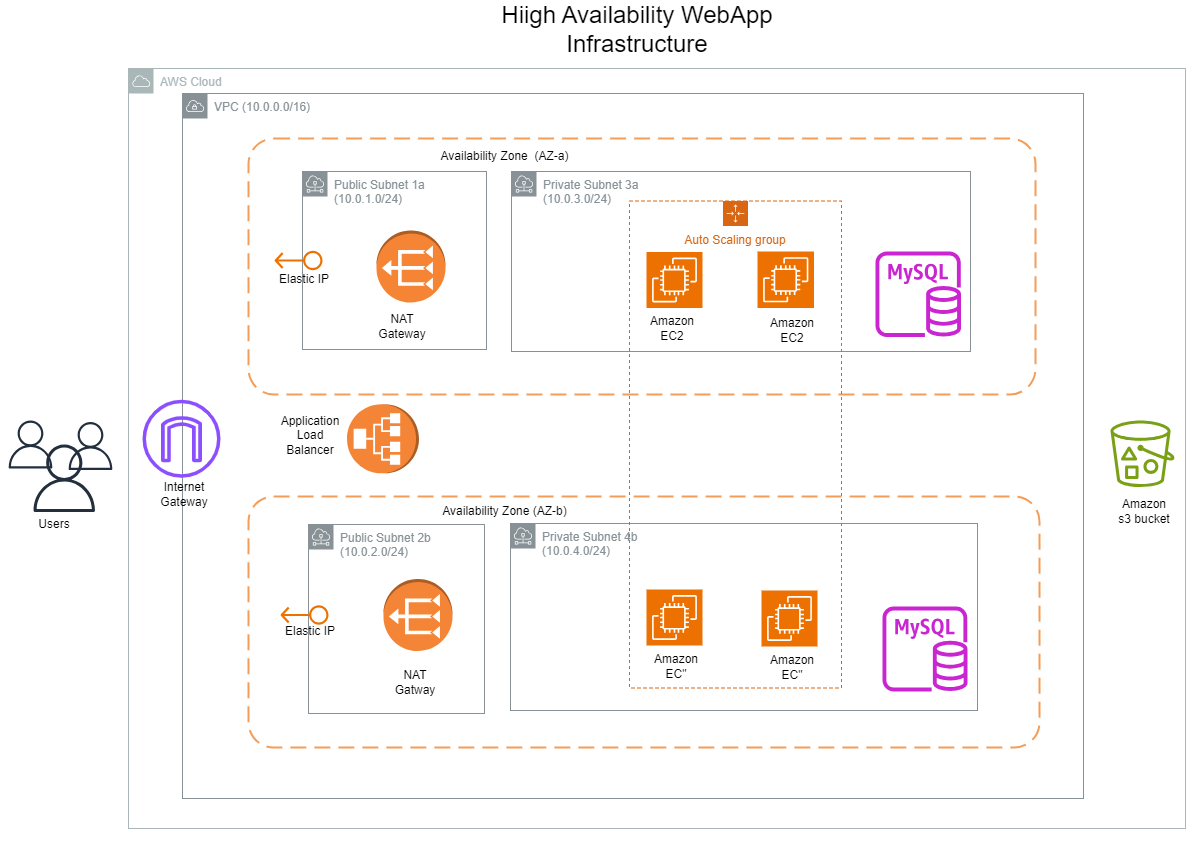 Hiigh Availability WebApp
Infrastructure
AWS Cloud
VPC (10.0.0.0/16)
Availability Zone  (AZ-a)
Public Subnet 1a
(10.0.1.0/24)
Private Subnet 3a
(10.0.3.0/24)
Auto Scaling group
Elastic IP
NAT
Gateway
Amazon
EC2
Amazon
EC2
MySQL
Application
Load
Balancer
Users
Internet
Gateway
Amazon
s3 bucket
Availability Zone (AZ-b)
Public Subnet 2b
(10.0.2.0/24)
Private Subnet 4b
(10.0.4.0/24)
Elastic IP
NAT
Gatway
Amazon
EC"
Amazon
EC"
MySQL